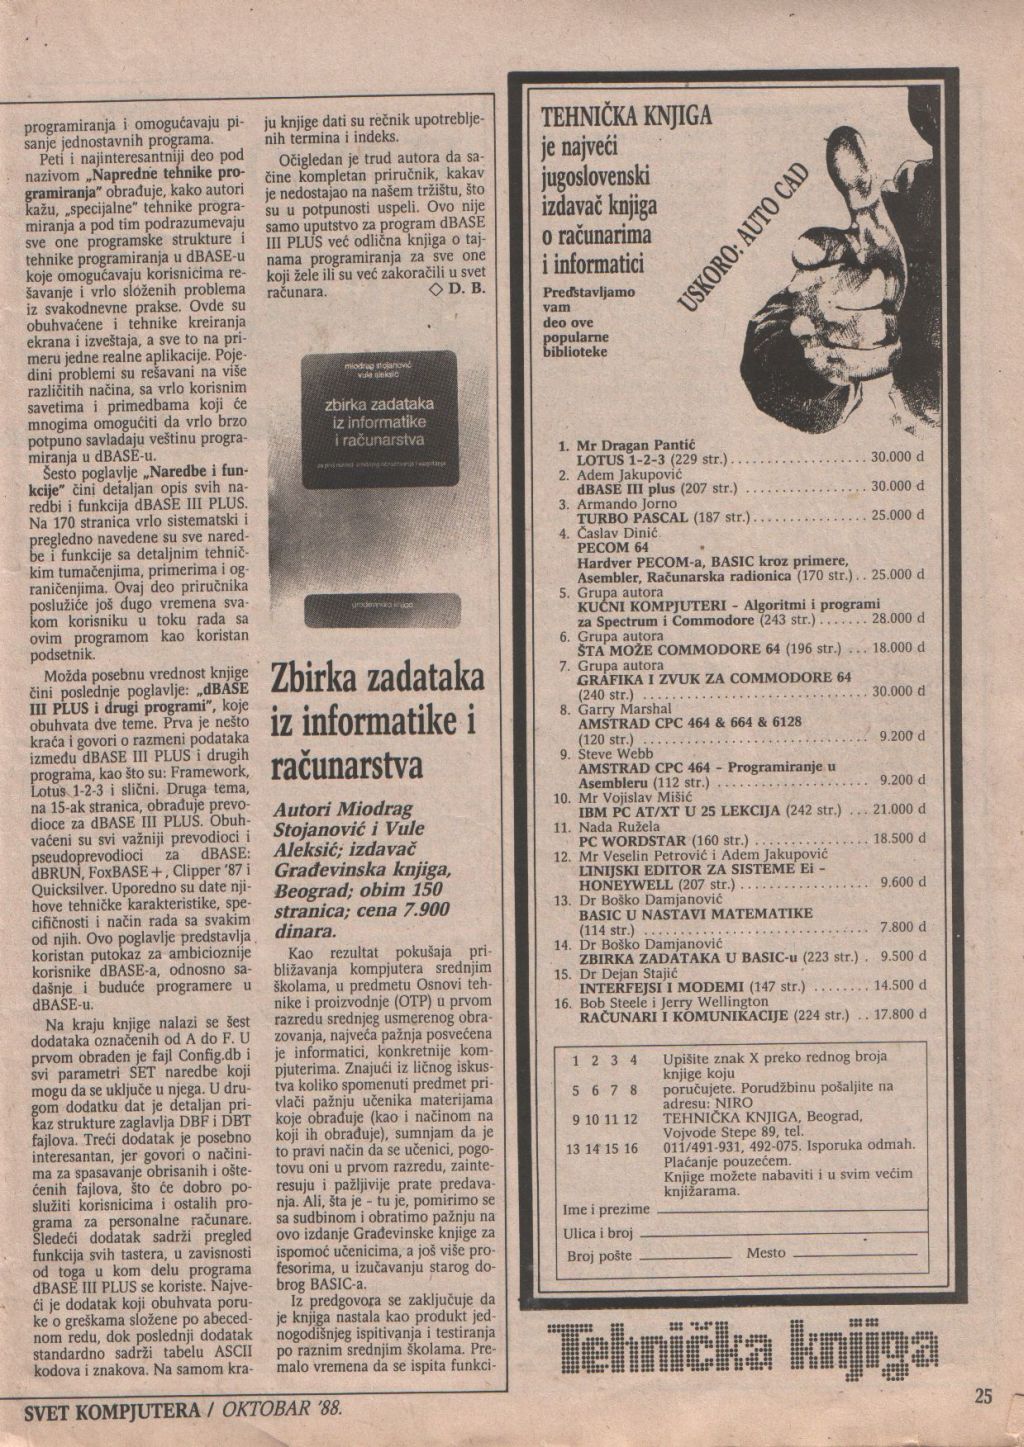 programiranja i omogućavaju pi-
sanje jednostavnih programa.
Peti i najinteresantniji deo pod
nazivom „Napredne tehnike pro-
gramiranja" obrađuje, kako autori
kažu, „specijalne" tehnike progra-
miranja a pod tim podrazumevaju
sve one programske strukture i
tehnike programiranja u dBASE-u
koje omogućavaju korisnicima re-
šavanje i vrlo složenih problema
iz svakodnevne prakse. Ovde su
obuhvaćene i tehnike kreiranja
ekrana i izveštaja, a sve to na pri-
meru jedne realne aplikacije. Poje-
dini problemi su rešavani na više
različitih načina, sa vrlo korisnim
savetima i primedbama koji će
mnogima omogućiti da vrlo brzo
potpuno savladaju veštinu progra-
miranja u dBASE-u.
Šesto poglavlje „Naredbe i fun-
kcije" čini detaljan opis svih na-
redbi i funkcija dBASE III PLUS.
Na 170 stranica vrlo sistematski i
pregledno navedene su sve nared-
be i funkcije sa detaljnim tehnič-
kim tumačenjima, primerima i og-
raničenjima. Ovaj deo priručnika
poslužiće još dugo vremena sva-
kom korisniku u toku rada sa
ovim programom kao koristan
podsetnik.
Možda posebnu vrednost knjige
čini poslednje poglavlje: „dBASE
III PLUS i drugi programi", koje
obuhvata dve teme. Prva je nešto
kraća i govori o razmeni podataka
između dBASE III PLUS i drugih
programa, kao što su: Framework,
Lotus 1-2-3 i slični. Druga tema,
na 15-ak stranica, obrađuje prevo-
dioce za dBASE III PLUS. Obuh-
vaćeni su svi važniji prevodioci i
pseudoprevodioci za dBASE:
dBRUN, FoxBASE+, Clipper '87 i
Quicksilver. Uporedno su date nji-
hove tehničke karakteristike, spe-
cifičnosti i način rada sa svakim
od njih. Ovo poglavlje predstavlja
koristan putokaz za ambicioznije
korisnike dBASE-a, odnosno sa-
dašnje i buduće programere u
dBASE-u.
Na kraju knjige nalazi se šest
dodataka označenih od A do F. U
prvom obrađen je fajl Config.db i
svi parametri SET naredbe koji
mogu da se uključe u njega. U dru-
gom dodatku dat je detaljan pri-
kaz strukture zaglavlja DBF i DBT
fajlova. Treći dodatak je posebno
interesantan, jer govori o načini-
ma za spasavanje obrisanih i ošte-
ćenih fajlova, što će dobro po-
služiti korisnicima i ostalih pro-
grama za personalne računare.
Sledeći dodatak sadrži pregled
funkcija svih tastera, u zavisnosti
od toga u kom delu programa
dBASE III PLUS se koriste. Najve-
ći je dodatak koji obuhvata poru-
ke o greškama složene po abeced-
nom redu, dok poslednji dodatak
standardno sadrži tabelu ASCII
kodova i znakova. Na samom kra-
ju knjige dati su rečnik upotreblje-
nih termina i indeks.
Očigledan je trud autora da sa-
čine kompletan priručnik, kakav
je nedostajao na našem tržištu, što
su u potpunosti uspeli. Ovo nije
samo uputstvo za program dBASE
III PLUS već odlična knjiga o taj-
nama programiranja za sve one
koji žele ili su već zakoračili u svet
računara. ◇ D. B.
miodrag stojanović
vule aleksić
zbirka zadataka
iz informatike
i računarstva
građevinska knjiga
Zbirka zadataka
iz informatike i
računarstva
Autori Miodrag
Stojanović i Vule
Aleksić; izdavač
Građevinska knjiga,
Beograd; obim 150
stranica; cena 7.900
dinara.
Kao rezultat pokušaja pri-
bližavanja kompjutera srednjim
školama, u predmetu Osnovi teh-
nike i proizvodnje (OTP) u prvom
razredu srednjeg usmerenog obra-
zovanja, najveća pažnja posvećena
je informatici, konkretnije kom-
pjuterima. Znajući iz ličnog iskus-
tva koliko spomenuti predmet pri-
vlači pažnju učenika materijama
koje obrađuje (kao i načinom na
koji ih obrađuje), sumnjam da je
to pravi način da se učenici, pogo-
tovu oni u prvom razredu, zainte-
resuju i pažljivije prate predava-
nja. Ali, šta je - tu je, pomirimo se
sa sudbinom i obratimo pažnju na
ovo izdanje Građevinske knjige za
ispomoć učenicima, a još više pro-
fesorima, u izučavanju starog do-
brog BASIC-a.
Iz predgovora se zaključuje da
je knjiga nastala kao produkt jed-
nogodišnjeg ispitivanja i testiranja
po raznim srednjim školama. Pre-
malo vremena da se ispita funkci-
TEHNIČKA KNJIGA
je najveći
jugoslovenski
izdavač knjiga
o računarima
i informatici
USKORO: AUTO CAD
Predstavljamo
vam
deo ove
popularne
biblioteke
1. Mr Dragan Pantić
LOTUS 1-2-3 (229 str.)................. 30.000 d
2. Adem Jakupović
dBASE III plus (207 str.) ................ 30.000 d
3. Armando Jorno
TURBO PASCAL (187 str.)............... 25.000 d
4. Časlav Dinić
PECOM 64
Hardver PECOM-a, BASIC kroz primere,
Asembler, Računarska radionica (170 str.).. 25.000 d
5. Grupa autora
KUĆNI KOMPJUTERI - Algoritmi i programi
za Spectrum i Commodore (243 str.)....... 28.000 d
6. Grupa autora
ŠTA MOŽE COMMODORE 64 (196 str.) ... 18.000 d
7. Grupa autora
GRAFIKA I ZVUK ZA COMMODORE 64
(240 str.) ............................. 30.000 d
8. Garry Marshal
AMSTRAD CPC 464 & 664 & 6128
(120 str.) ............................. 9.200 d
9. Steve Webb
AMSTRAD CPC 464 - Programiranje u
Asembleru (112 str.) .................... 9.200 d
10. Mr Vojislav Mišić
IBM PC AT/XT U 25 LEKCIJA (242 str.) ... 21.000 d
11. Nada Ružela
PC WORDSTAR (160 str.) ............... 18.500 d
12. Mr Veselin Petrović i Adem Jakupović
LINIJSKI EDITOR ZA SISTEME Ei -
HONEYWELL (207 str.) ................. 9.600 d
13. Dr Boško Damjanović
BASIC U NASTAVI MATEMATIKE
(114 str.) ............................. 7.800 d
14. Dr Boško Damjanović
ZBIRKA ZADATAKA U BASIC-u (223 str.) . 9.500 d
15. Dr Dejan Stajić
INTERFEJSI I MODEMI (147 str.) ........ 14.500 d
16. Bob Steele i Jerry Wellington
RAČUNARI I KOMUNIKACIJE (224 str.) .. 17.800 d
1 2 3 4
5 6 7 8
9 10 11 12
13 14 15 16
Upišite znak X preko rednog broja
knjige koju
poručujete. Porudžbinu pošaljite na
adresu: NIRO
TEHNIČKA KNJIGA, Beograd,
Vojvode Stepe 89, tel.
011/491-931, 492-075. Isporuka odmah.
Plaćanje pouzećem.
Knjige možete nabaviti i u svim većim
knjižarama.
Ime i prezime
Ulica i broj
Broj pošte Mesto
Tehnička knjiga
SVET KOMPJUTERA / OKTOBAR '88.
25